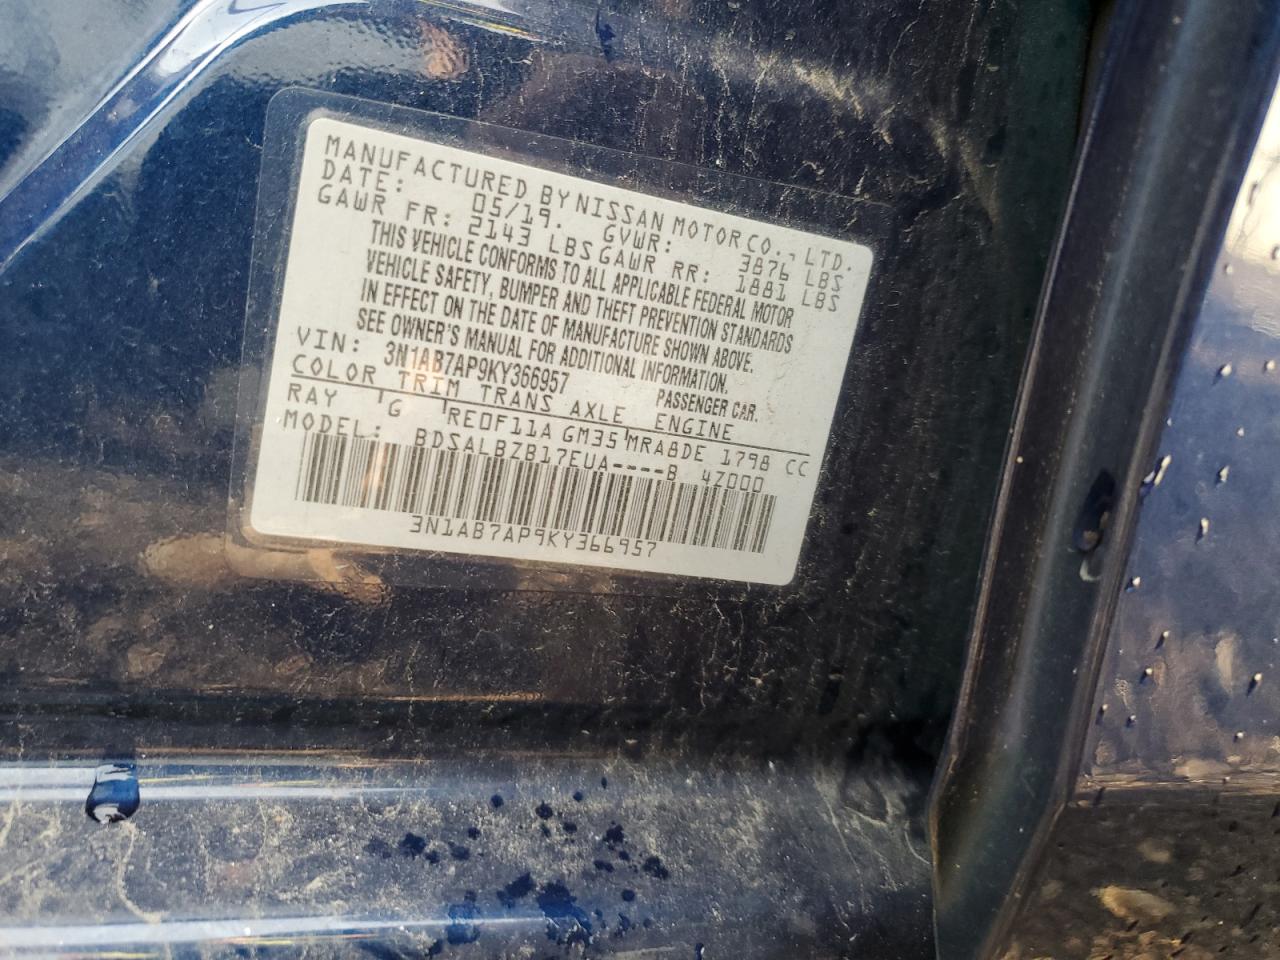 MANUFACTURED BY NISSAN MOTOR CO., LTD.
DATE: 05/19. GVWR: 3876 LBS
GAWR FR: 2143 LBS GAWR RR: 1881 LBS
THIS VEHICLE CONFORMS TO ALL APPLICABLE FEDERAL MOTOR
VEHICLE SAFETY, BUMPER AND THEFT PREVENTION STANDARDS
IN EFFECT ON THE DATE OF MANUFACTURE SHOWN ABOVE.
SEE OWNER'S MANUAL FOR ADDITIONAL INFORMATION.
VIN: 3N1AB7AP9KY366957 PASSENGER CAR.
COLOR TRIM TRANS AXLE ENGINE
RAY G RE0F11A GM35 MRA8DE 1798 CC
MODEL: BDSALBZB17EUA----B 4Z000
3N1AB7AP9KY366957